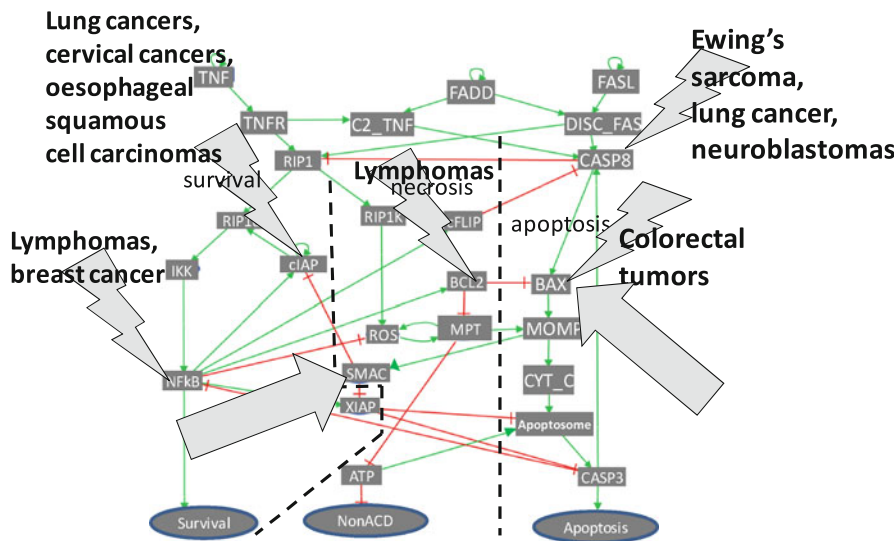 Lung cancers,
cervical cancers,
oesophageal
squamous
cell carcinomas
Ewing's
sarcoma,
lung cancer,
neuroblastomas
TNF
FADD
FASL
TNFR
C2_TNF
DISC_FAS
RIP1
CASP8
survival
Lymphomas
necrosis
apoptosis
RIP1K
cFLIP
Lymphomas,
breast cancer
Colorectal
tumors
IKK
cIAP
BCL2
BAX
ROS
MPT
MOMP
SMAC
NFkB
CYT_C
XIAP
Apoptosome
ATP
CASP3
Survival
NonACD
Apoptosis